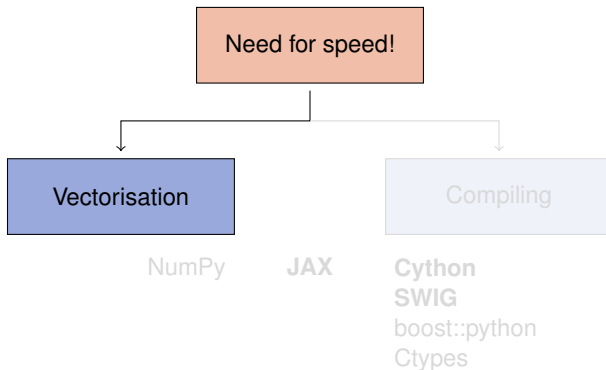 Need for speed!
Vectorisation
Compiling
NumPy
JAX
Cython
SWIG
boost::python
Ctypes